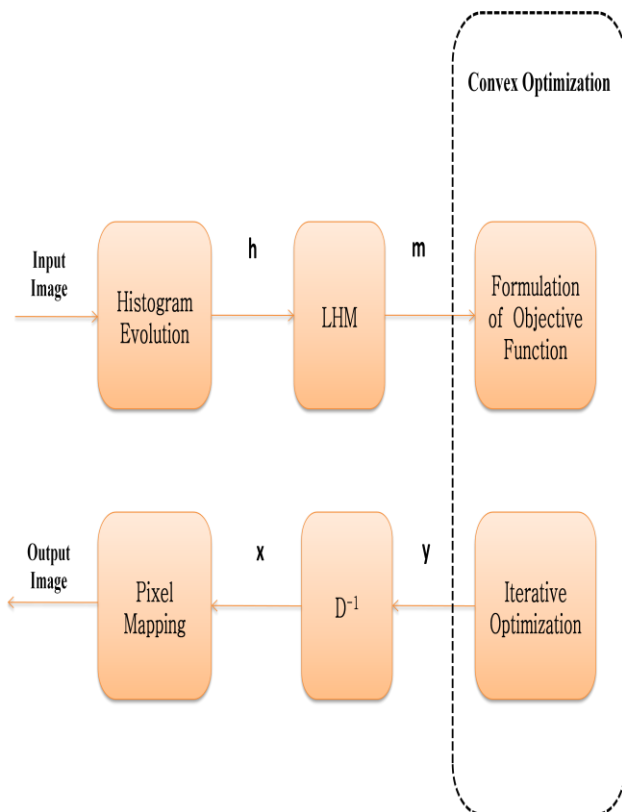 Convex Optimization
Input
Image
Histogram
Evolution
h
LHM
m
Formulation
of Objective
Function
Output
Image
Pixel
Mapping
x
D⁻¹
y
Iterative
Optimization